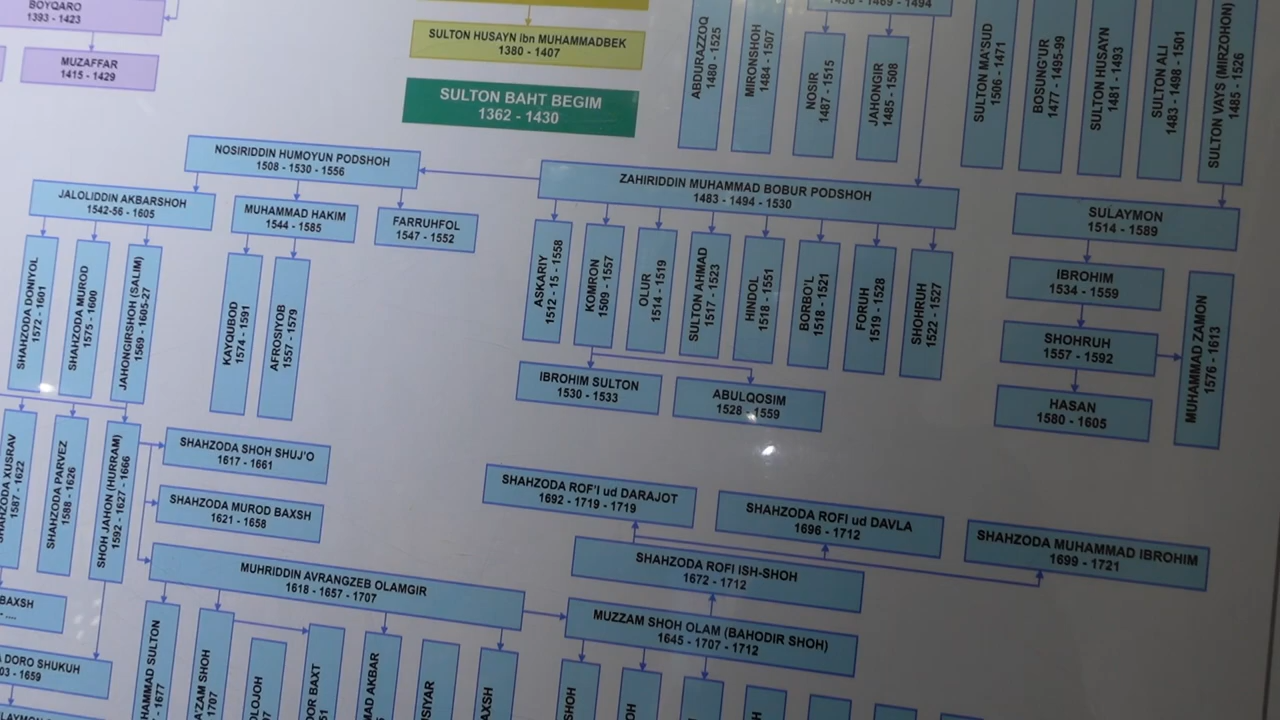 BOYQARO
1393 - 1423
MUZAFFAR
1415 - 1429
SULTON HUSAYN Ibn MUHAMMADBEK
1380 - 1407
SULTON BAHT BEGIM
1362 - 1430
ABDURAZZOQ
1480 - 1525
MIRONSHOH
1484 - 1507
NOSIR
1487 - 1515
JAHONGIR
1485 - 1508
SULTON MA'SUD
1506 - 1471
BOSUNG'UR
1477 - 1495-99
SULTON HUSAYN
1481 - 1493
SULTON ALI
1483 - 1498 - 1501
SULTON VAYS (MIRZOHON)
1485 - 1526
NOSIRIDDIN HUMOYUN PODSHOH
1508 - 1530 - 1556
ZAHIRIDDIN MUHAMMAD BOBUR PODSHOH
1483 - 1494 - 1530
JALOLIDDIN AKBARSHOH
1542-56 - 1605
MUHAMMAD HAKIM
1544 - 1585
FARRUHFOL
1547 - 1552
SULAYMON
1514 - 1589
SHAHZODA DONIYOL
1572 - 1601
SHAHZODA MUROD
1575 - 1600
JAHONGIRSHOH (SALIM)
1569 - 1605-27
KAYQUBOD
1574 - 1591
AFROSIYOB
1557 - 1579
ASKARIY
1512 - 15 - 1558
KOMRON
1509 - 1557
OLUR
1514 - 1519
SULTON AHMAD
1517 - 1523
HINDOL
1518 - 1551
BORBO'L
1518 - 1521
FORUH
1519 - 1528
SHOHRUH
1522 - 1527
IBROHIM
1534 - 1559
SHOHRUH
1557 - 1592
HASAN
1580 - 1605
MUHAMMAD ZAMON
1576 - 1613
IBROHIM SULTON
1530 - 1533
ABULQOSIM
1528 - 1559
SHAHZODA XUSRAV
1587 - 1622
SHAHZODA PARVEZ
1588 - 1626
SHOH JAHON (HURRAM)
1592 - 1627 - 1666
SHAHZODA SHOH SHUJ'O
1617 - 1661
SHAHZODA MUROD BAXSH
1621 - 1658
SHAHZODA ROF'I ud DARAJOT
1692 - 1719 - 1719
SHAHZODA ROFI ud DAVLA
1696 - 1712
SHAHZODA MUHAMMAD IBROHIM
1699 - 1721
SHAHZODA ROFI ISH-SHOH
1672 - 1712
MUHRIDDIN AVRANGZEB OLAMGIR
1618 - 1657 - 1707
MUZZAM SHOH OLAM (BAHODIR SHOH)
1645 - 1707 - 1712
BAXSH
DORO SHUKUH
- 1659